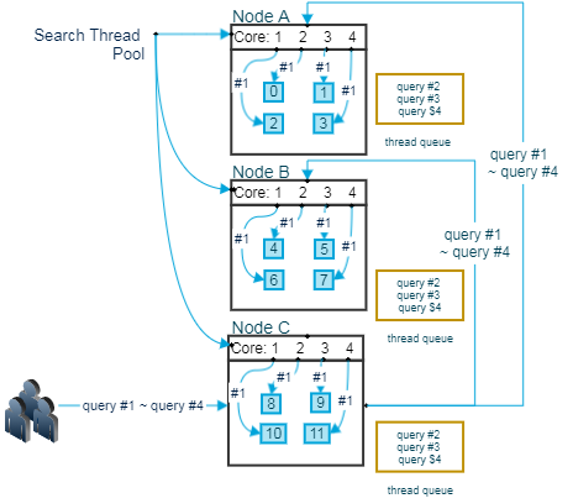 Node A
Search Thread
Pool
Core: 1 2 3 4
#1 #1
#1 #1
0 1
2 3
query #2
query #3
query $4
thread queue
query #1
~ query #4
Node B
Core: 1 2 3 4
#1 #1
#1 #1
4 5
6 7
query #1
~ query #4
query #2
query #3
query $4
thread queue
Node C
Core: 1 2 3 4
#1 #1
#1 #1
8 9
query #1 ~ query #4
10 11
query #2
query #3
query $4
thread queue